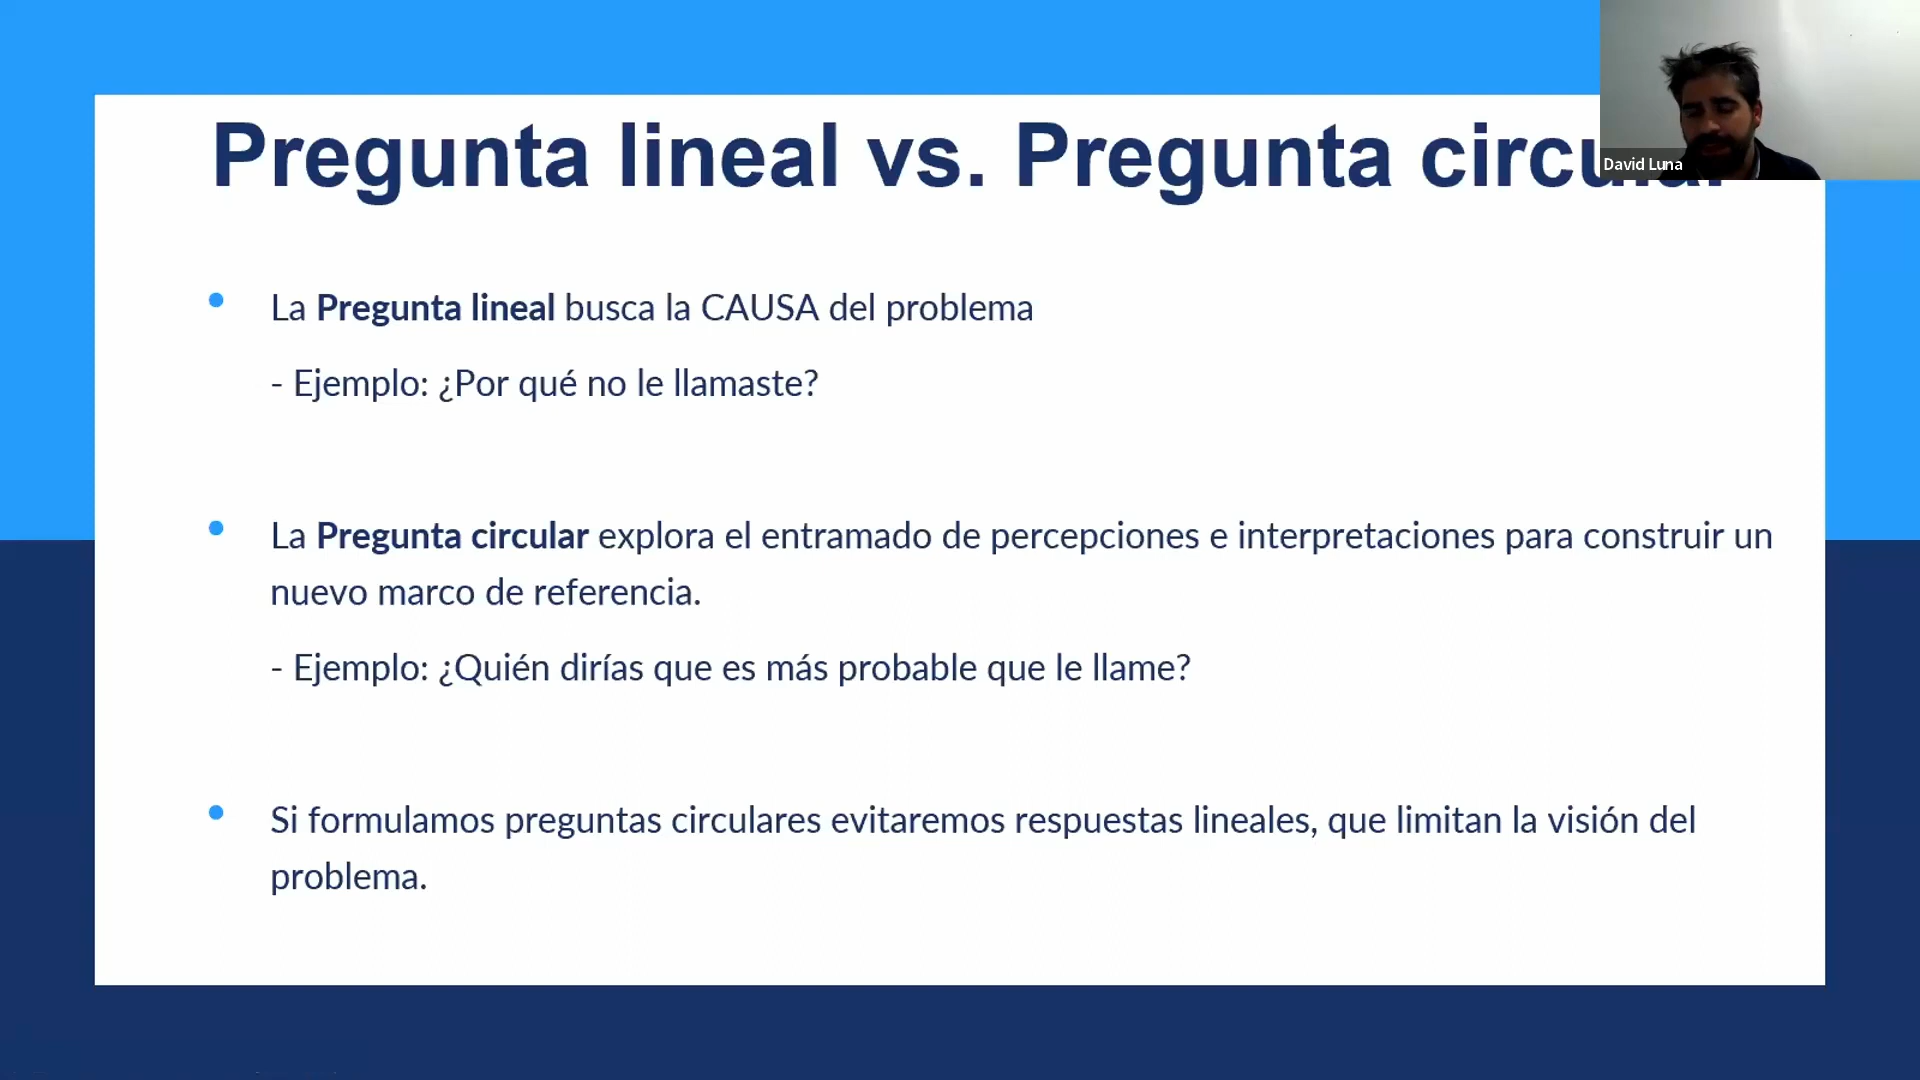 Pregunta lineal vs. Pregunta circular
David Luna
La Pregunta lineal busca la CAUSA del problema
- Ejemplo: ¿Por qué no le llamaste?
La Pregunta circular explora el entramado de percepciones e interpretaciones para construir un
nuevo marco de referencia.
- Ejemplo: ¿Quién dirías que es más probable que le llame?
Si formulamos preguntas circulares evitaremos respuestas lineales, que limitan la visión del
problema.